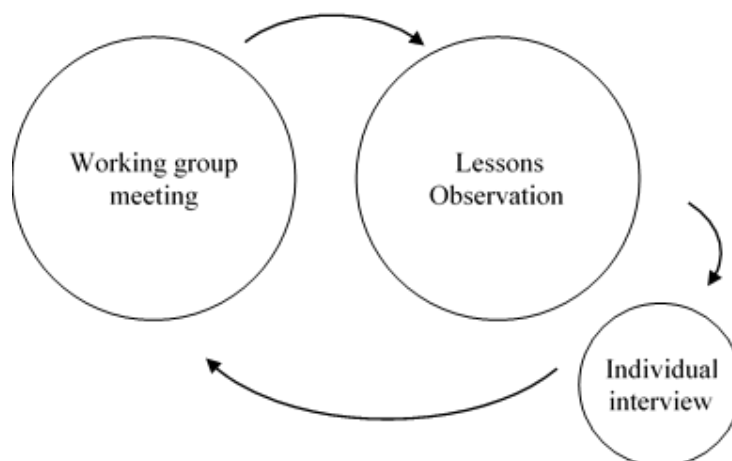 Working group
meeting
Lessons
Observation
Individual
interview